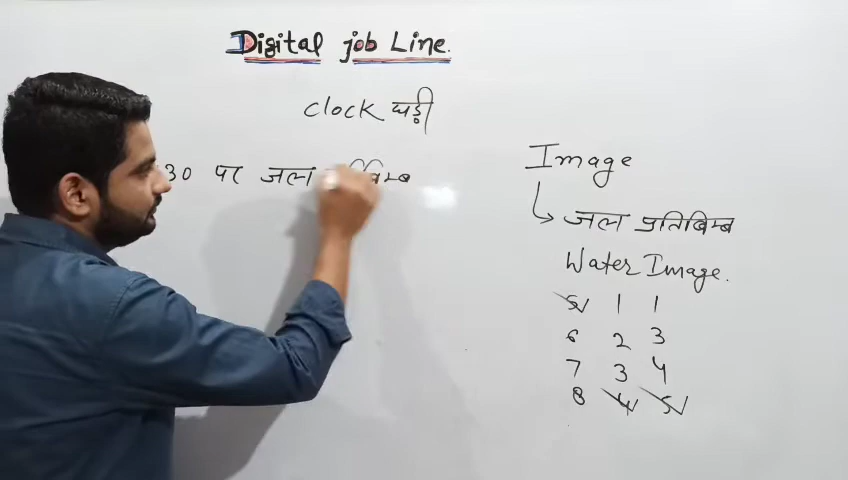 Digital job Line.
clock घड़ी
30 पर जल
Image
जल प्रतिबिम्ब
Water Image.
5 1 1
6 2 3
7 3 4
8 4 5